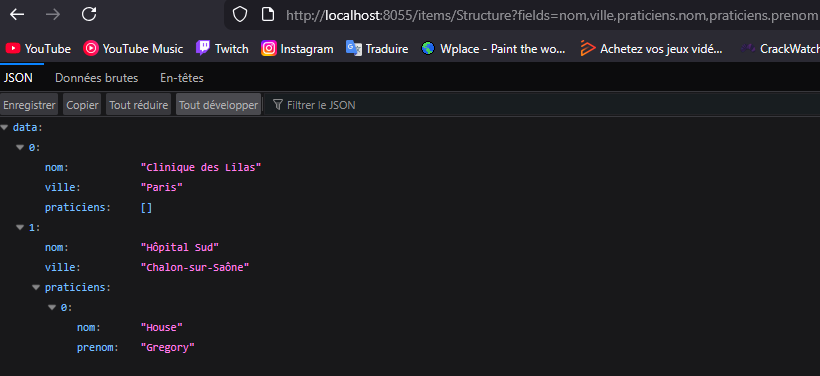 http://localhost:8055/items/Structure?fields=nom,ville,praticiens.nom,praticiens.prenom
YouTube YouTube Music Twitch Instagram Traduire Wplace - Paint the wo... Achetez vos jeux vidé... CrackWatch
JSON Données brutes En-têtes
Enregistrer Copier Tout réduire Tout développer Filtrer le JSON
data:
0:
nom: "Clinique des Lilas"
ville: "Paris"
praticiens: []
1:
nom: "Hôpital Sud"
ville: "Chalon-sur-Saône"
praticiens:
0:
nom: "House"
prenom: "Gregory"